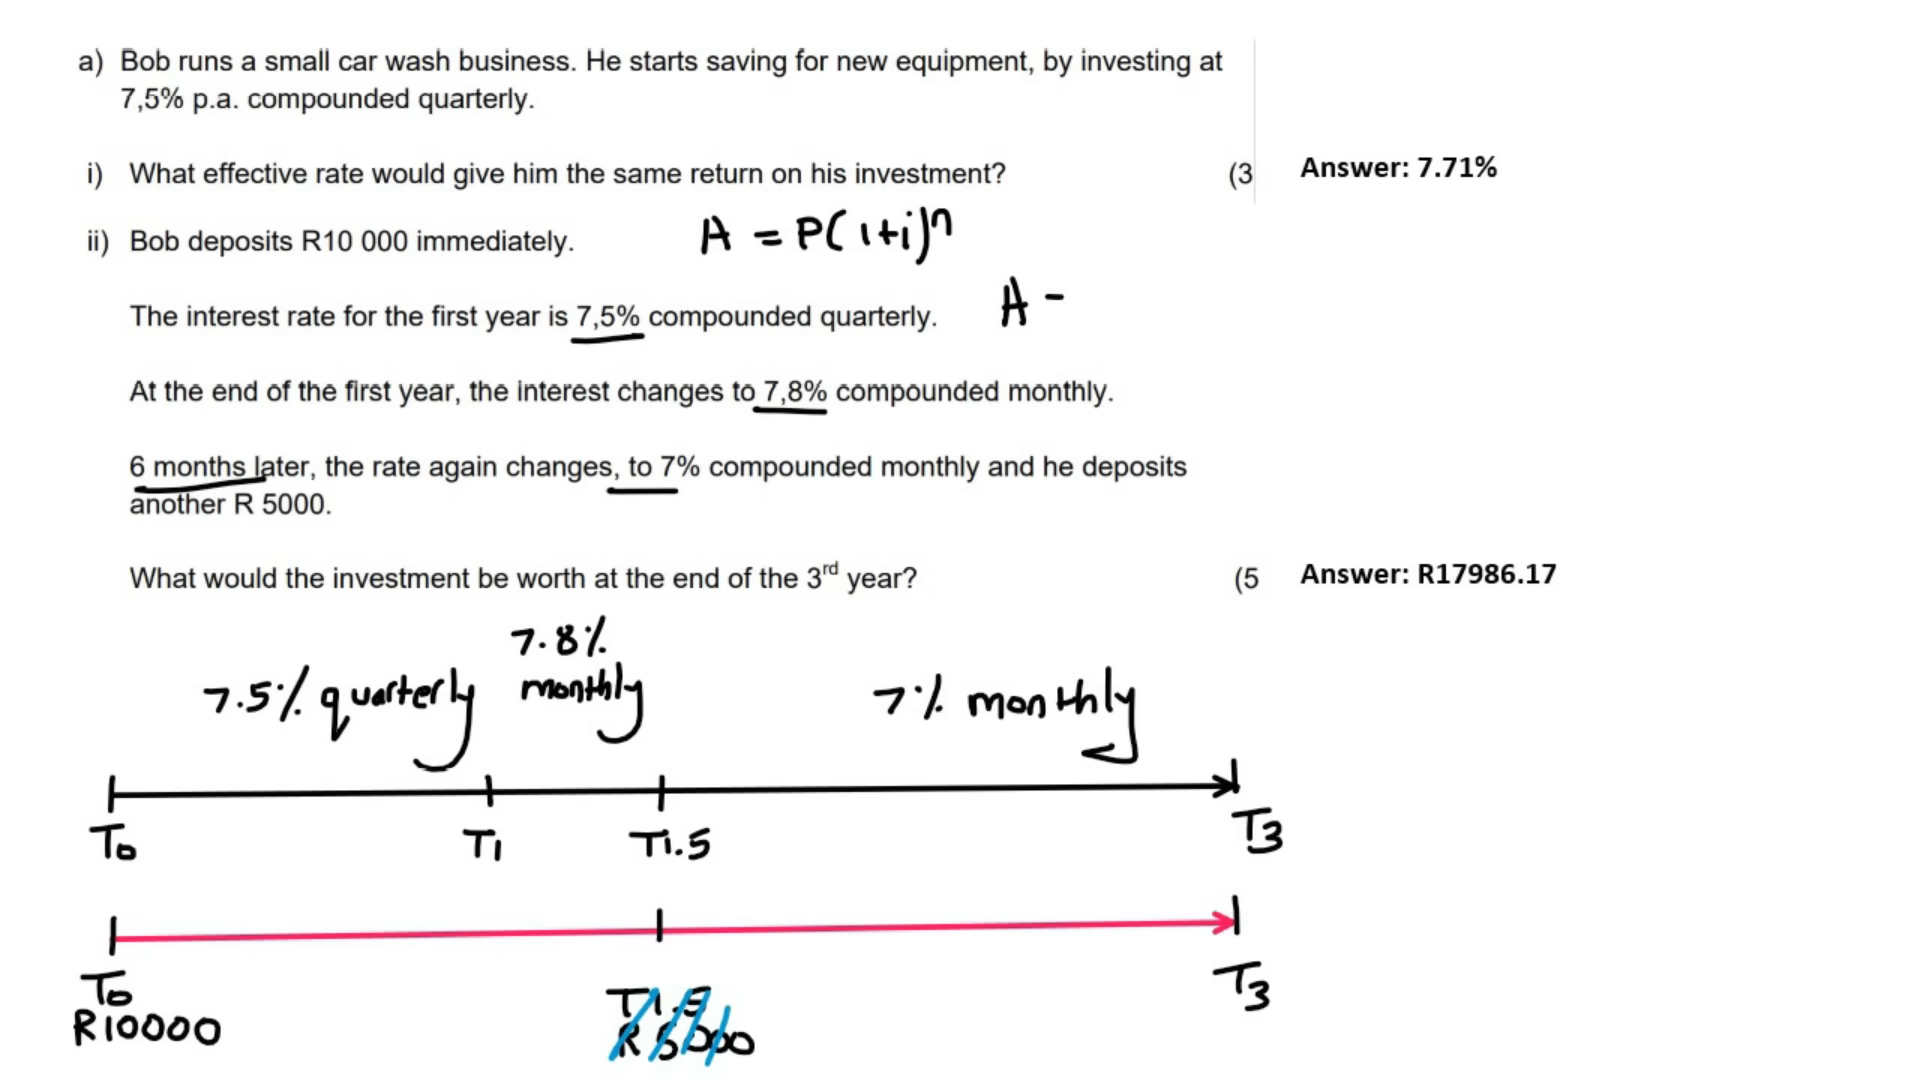 a) Bob runs a small car wash business. He starts saving for new equipment, by investing at
7,5% p.a. compounded quarterly.
i) What effective rate would give him the same return on his investment? (3 Answer: 7.71%
ii) Bob deposits R10 000 immediately. A = P(1+i)ⁿ
The interest rate for the first year is 7,5% compounded quarterly. A -
At the end of the first year, the interest changes to 7,8% compounded monthly.
6 months later, the rate again changes, to 7% compounded monthly and he deposits
another R 5000.
What would the investment be worth at the end of the 3rd year? (5 Answer: R17986.17
7.8%
7.5% quarterly monthly 7% monthly
T0 T1 T1.5 T3
T0 T1.5 T3
R10000 R5000